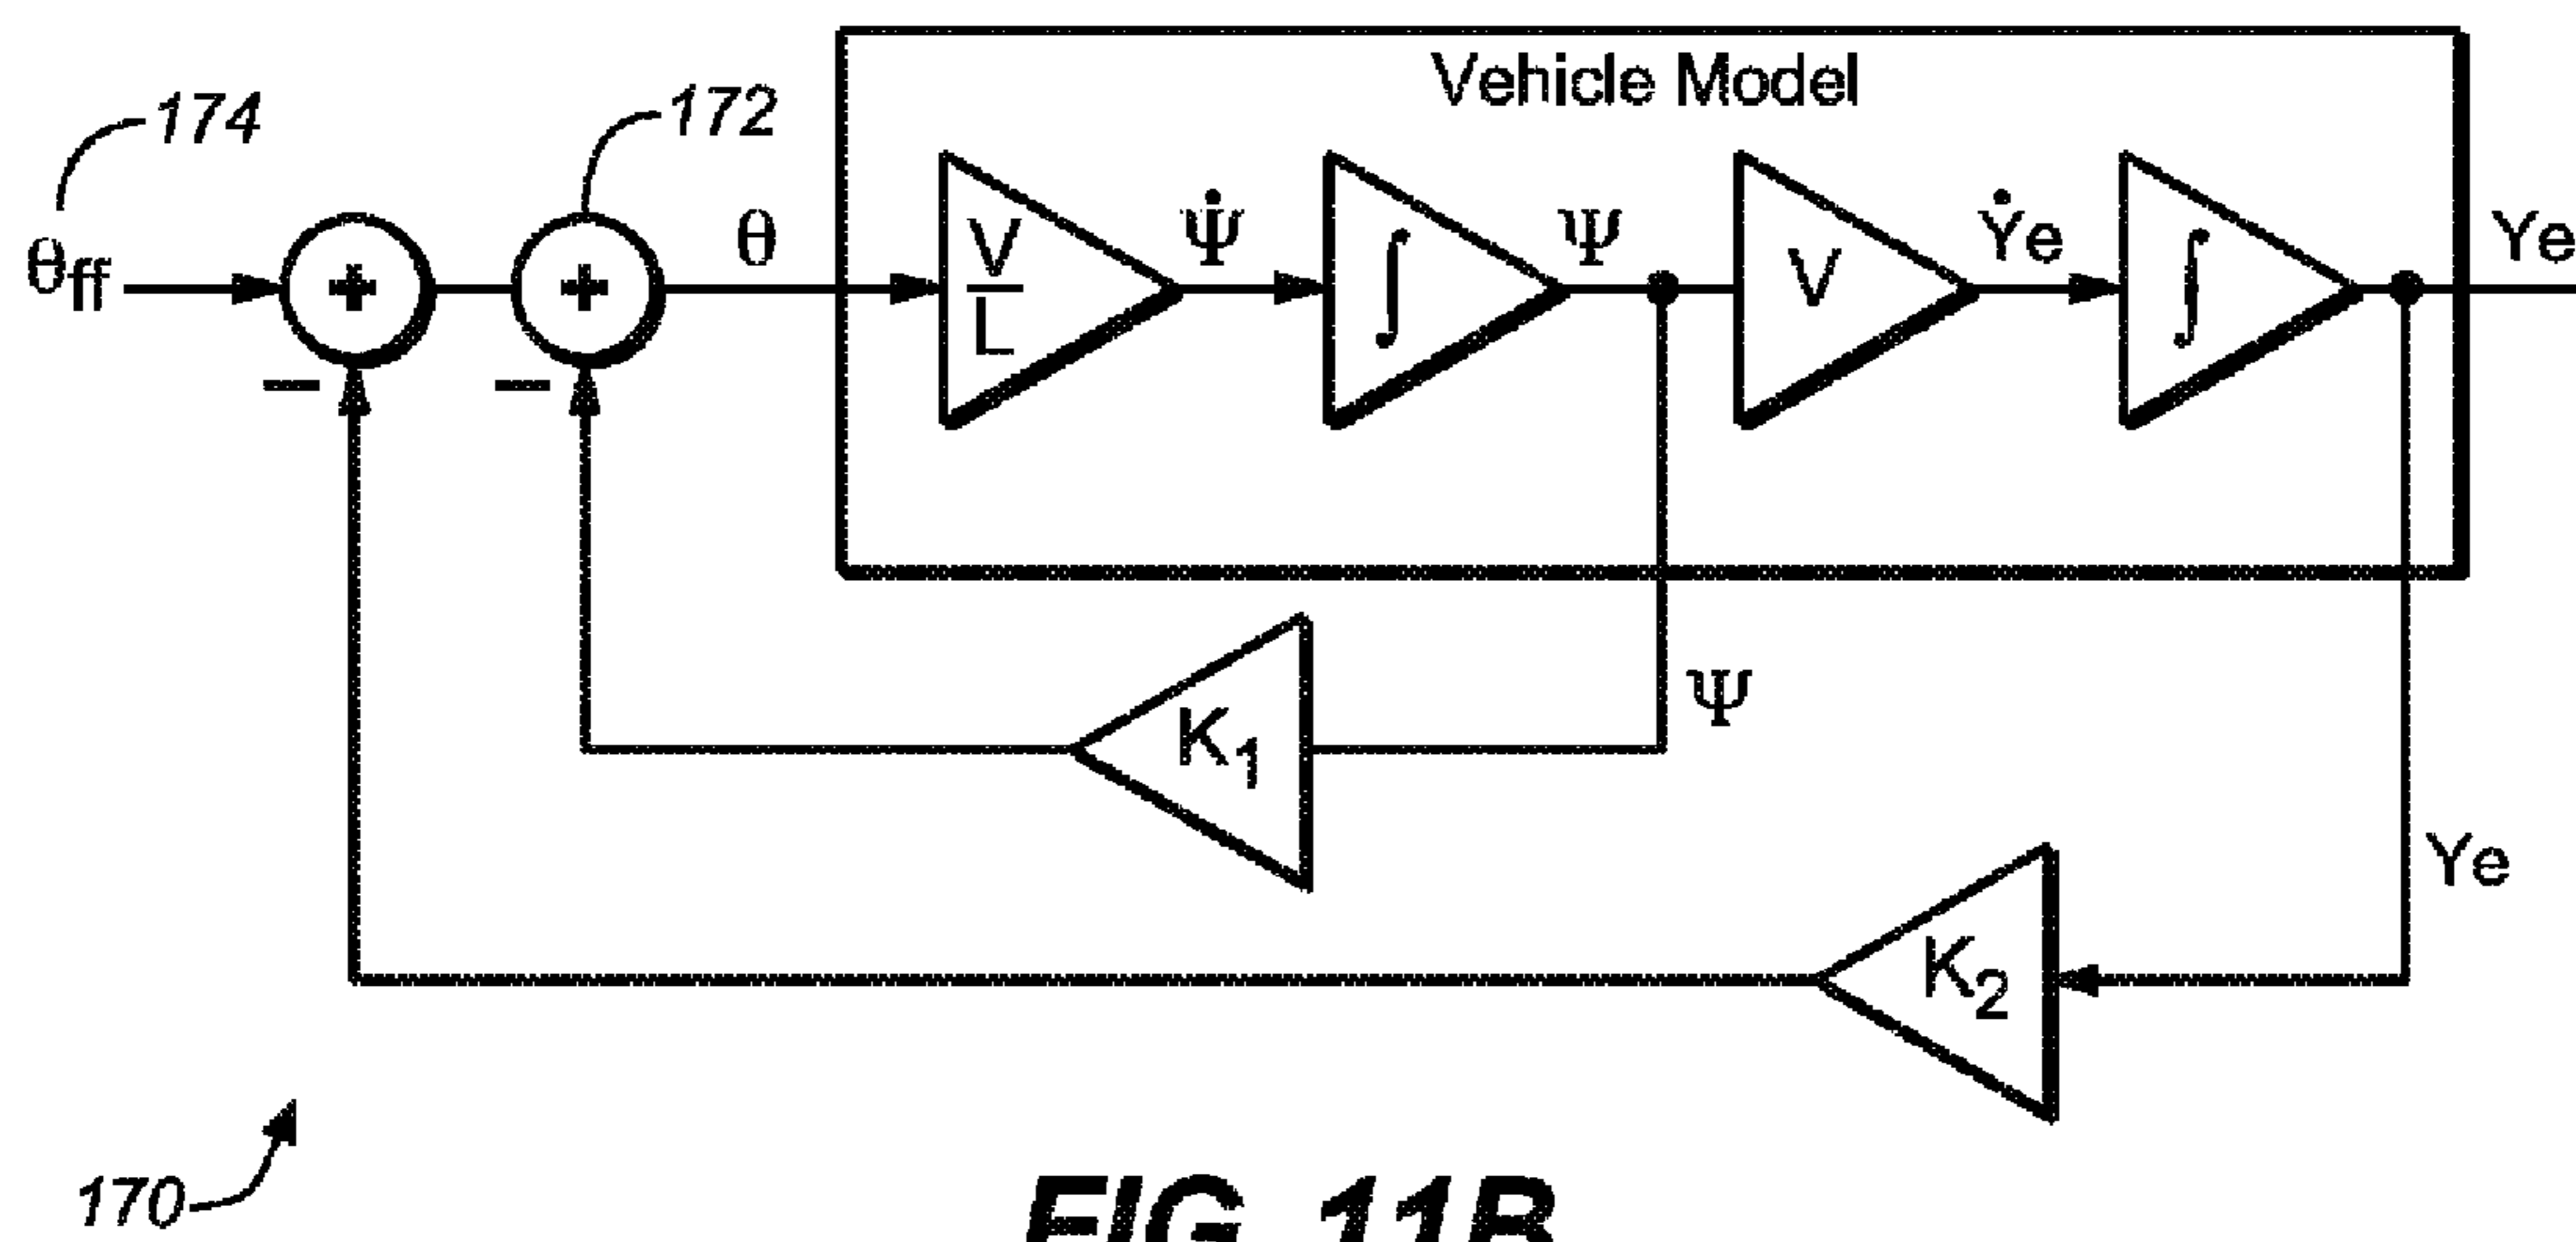 Vehicle Model
174
172
θff
+
+
θ
V
L
Ψ̇
∫
Ψ
V
Ẏe
∫
Ye
−
−
K1
Ψ
K2
Ye
170
FIG. 11B